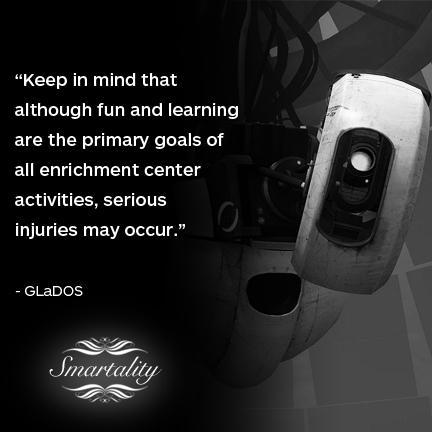 “Keep in mind that
although fun and learning
are the primary goals of
all enrichment center
activities, serious
injuries may occur.”
- GLaDOS
Smartality